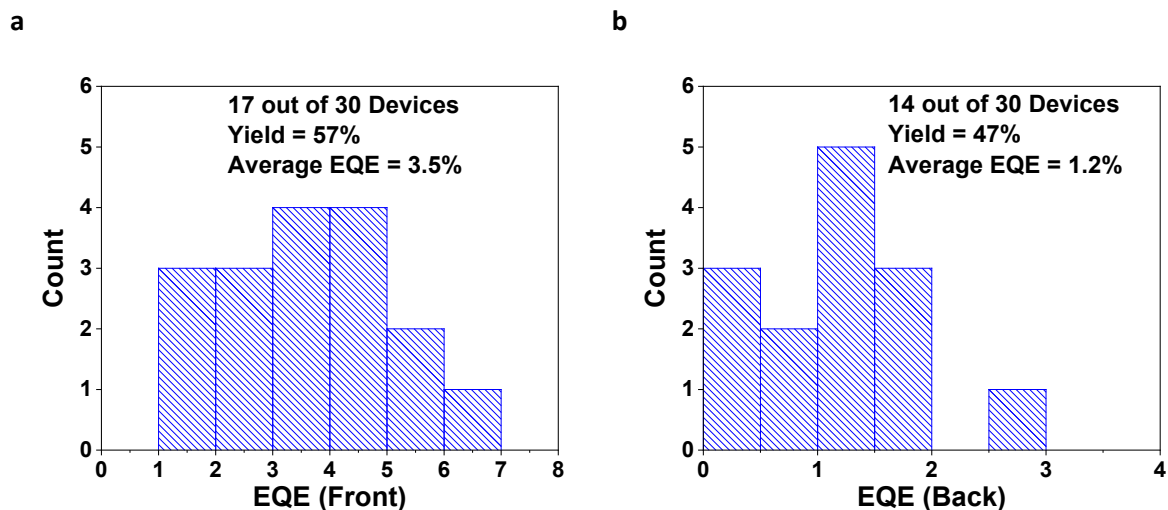 a
17 out of 30 Devices
Yield = 57%
Average EQE = 3.5%
6
5
4
3
2
1
0
Count
0 1 2 3 4 5 6 7 8
EQE (Front)
b
14 out of 30 Devices
Yield = 47%
Average EQE = 1.2%
6
5
4
3
2
1
0
Count
0 1 2 3 4
EQE (Back)